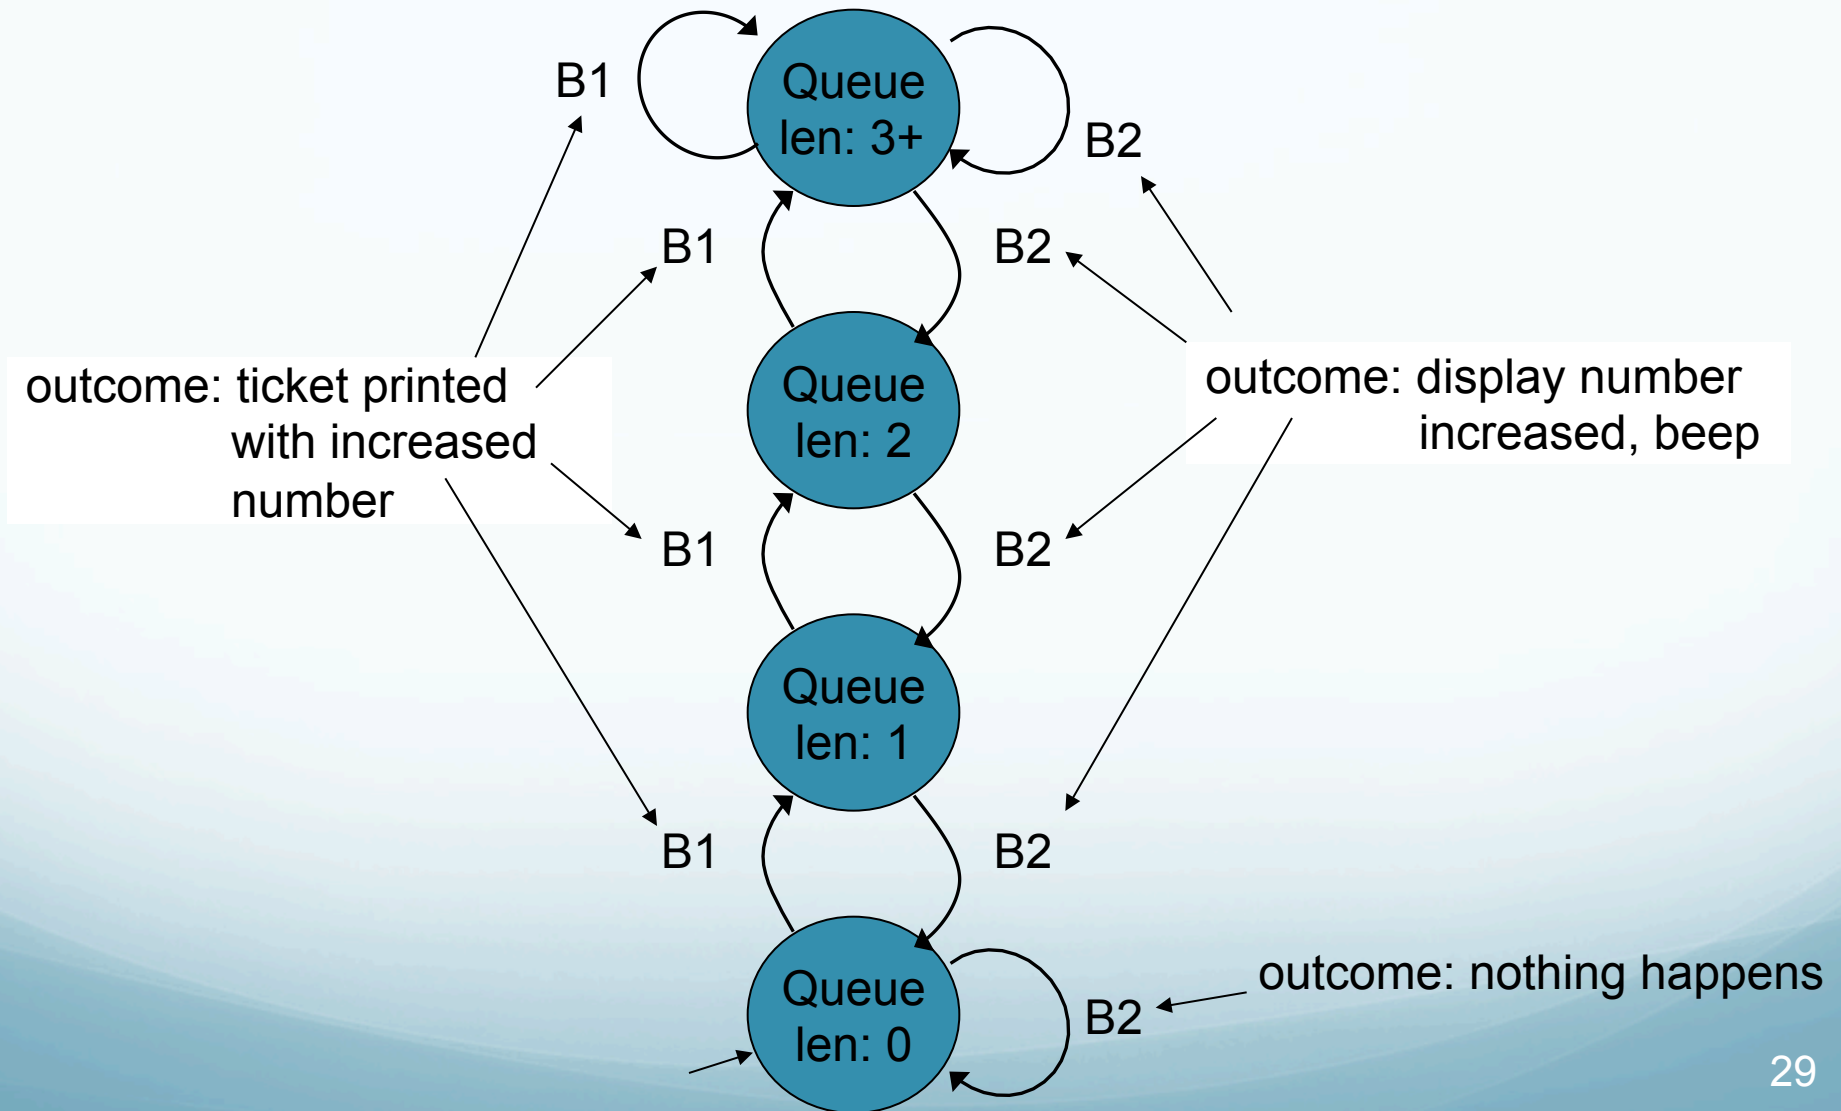 B1
Queue
len: 3+
B2
B1
B2
outcome: ticket printed
with increased
number
Queue
len: 2
outcome: display number
increased, beep
B1
B2
Queue
len: 1
B1
B2
Queue
len: 0
B2
outcome: nothing happens
29